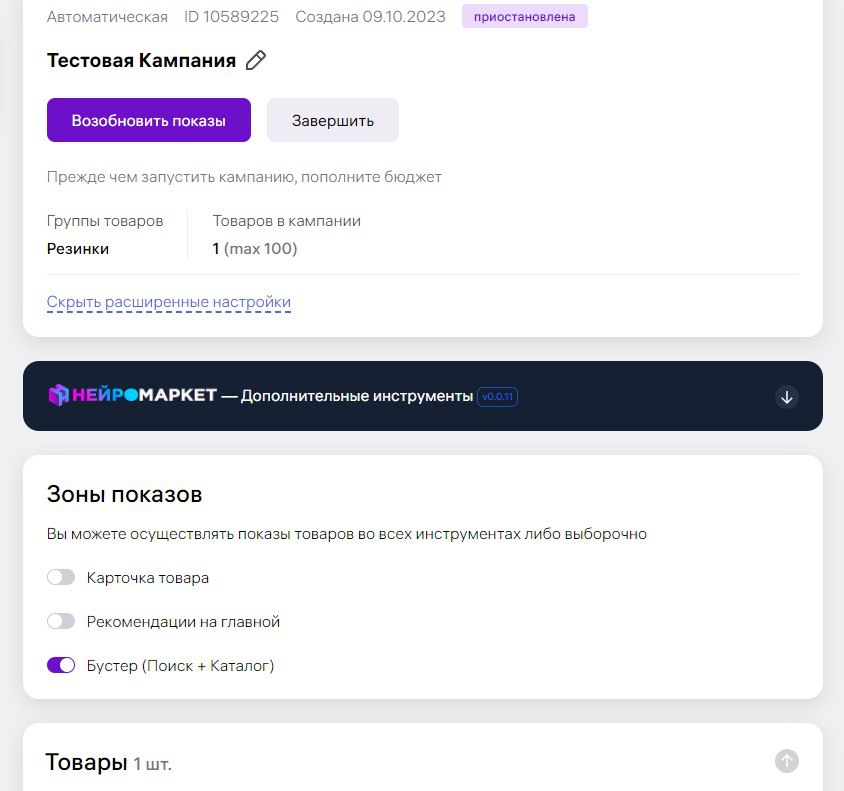 Автоматическая ID 10589225 Создана 09.10.2023 приостановлена
Тестовая Кампания
Возобновить показы Завершить
Прежде чем запустить кампанию, пополните бюджет
Группы товаров Товаров в кампании
Резинки 1 (max 100)
Скрыть расширенные настройки
НЕЙРОМАРКЕТ — Дополнительные инструменты v0.0.11
Зоны показов
Вы можете осуществлять показы товаров во всех инструментах либо выборочно
Карточка товара
Рекомендации на главной
Бустер (Поиск + Каталог)
Товары 1 шт.